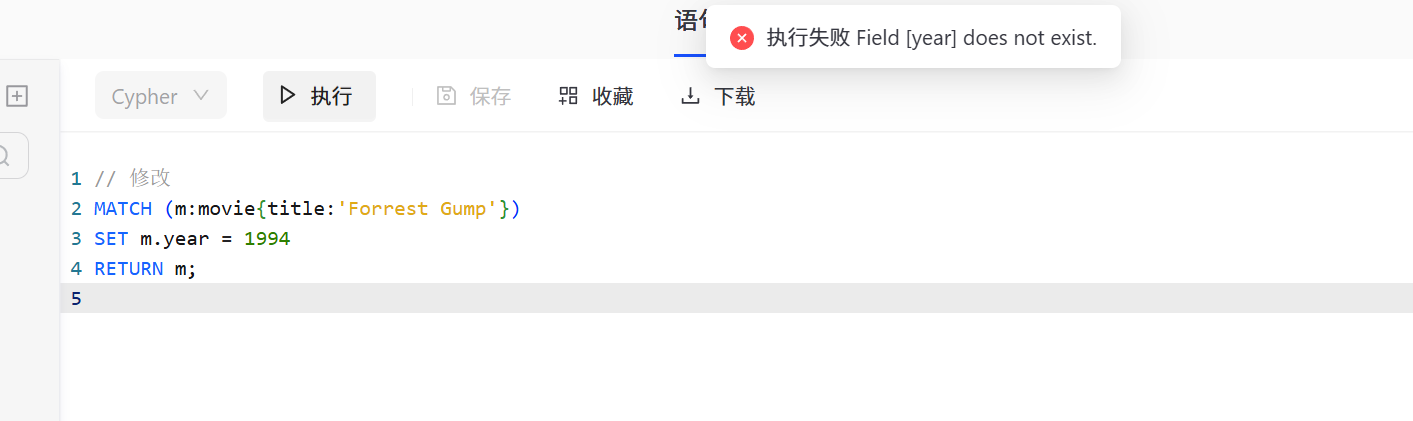 语
执行失败 Field [year] does not exist.
Cypher 执行 保存 收藏 下载
1 // 修改
2 MATCH (m:movie{title:'Forrest Gump'})
3 SET m.year = 1994
4 RETURN m;
5